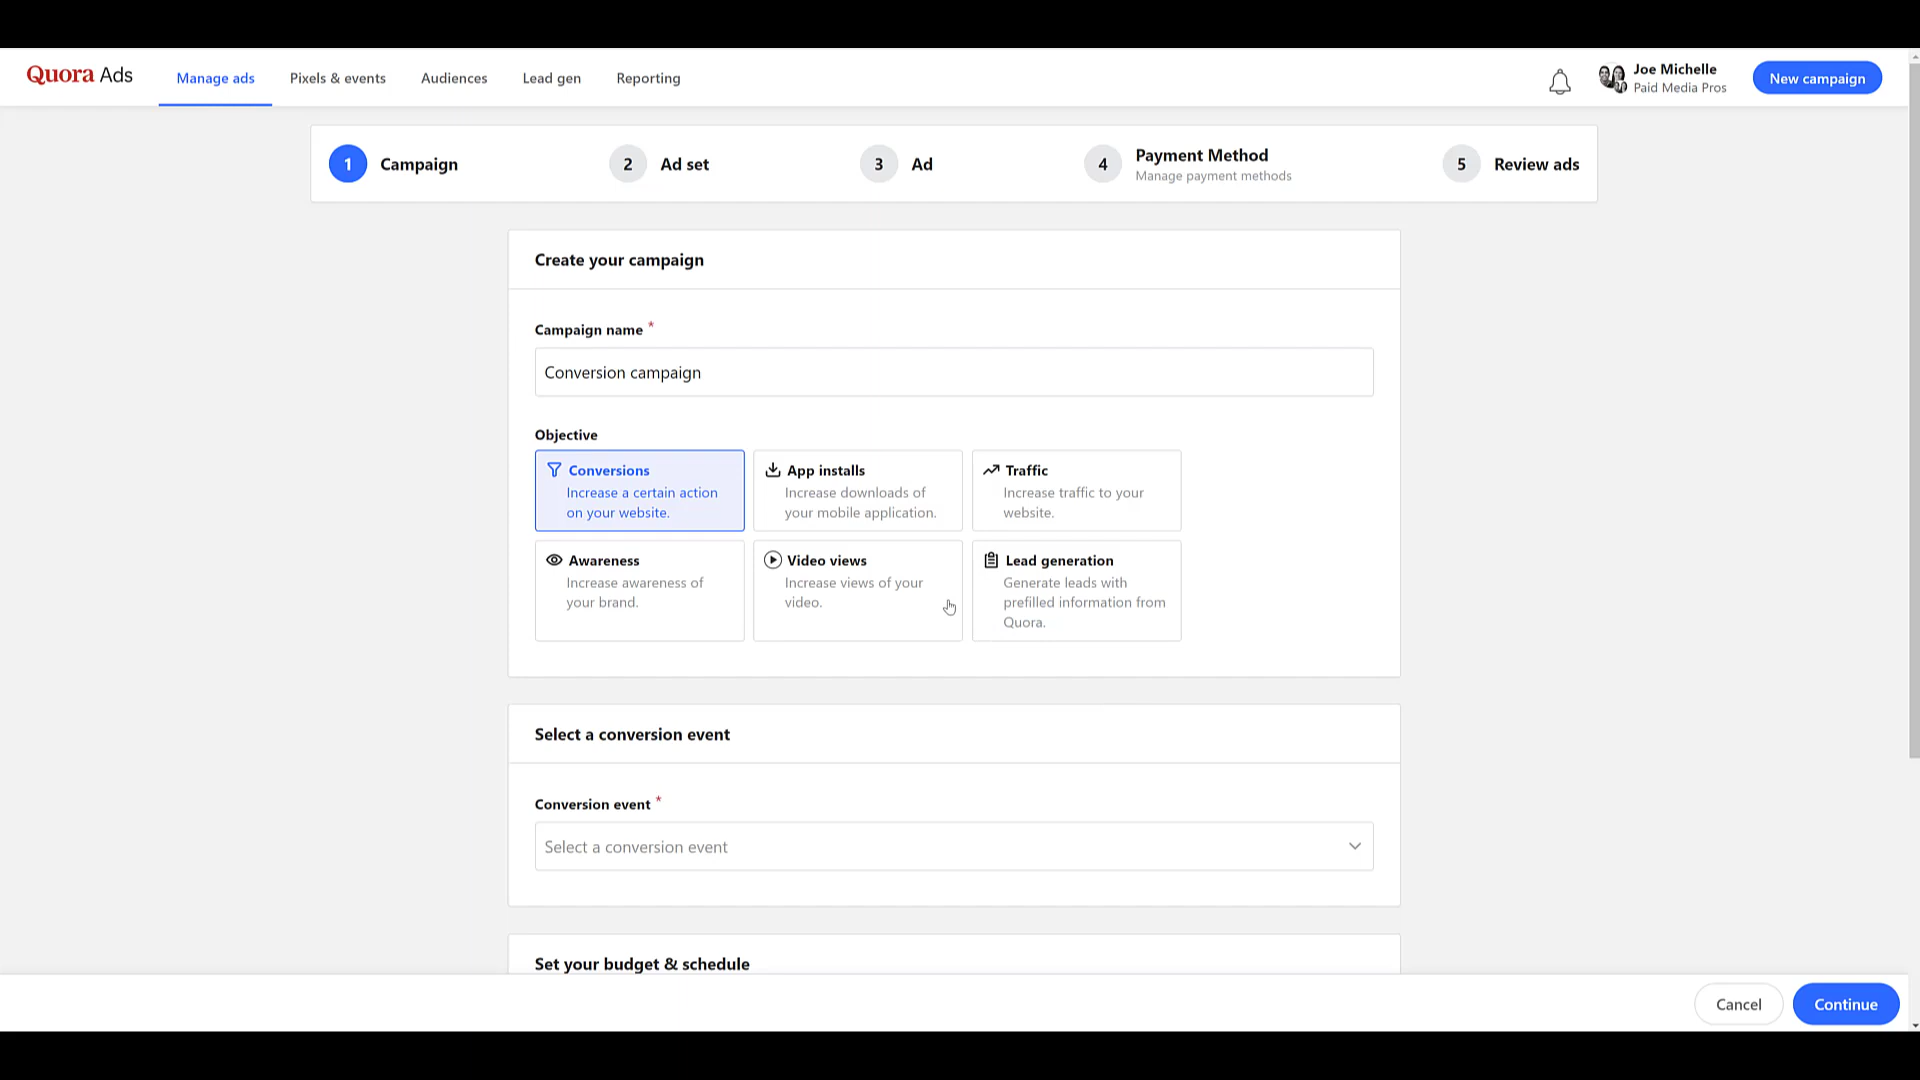 Quora Ads
Manage ads
Pixels & events
Audiences
Lead gen
Reporting
Joe Michelle
Paid Media Pros
New campaign
1 Campaign
2 Ad set
3 Ad
4 Payment Method
Manage payment methods
5 Review ads
Create your campaign
Campaign name *
Conversion campaign
Objective
Conversions
Increase a certain action
on your website.
App installs
Increase downloads of
your mobile application.
Traffic
Increase traffic to your
website.
Awareness
Increase awareness of
your brand.
Video views
Increase views of your
video.
Lead generation
Generate leads with
prefilled information from
Quora.
Select a conversion event
Conversion event *
Select a conversion event
Set your budget & schedule
Cancel
Continue